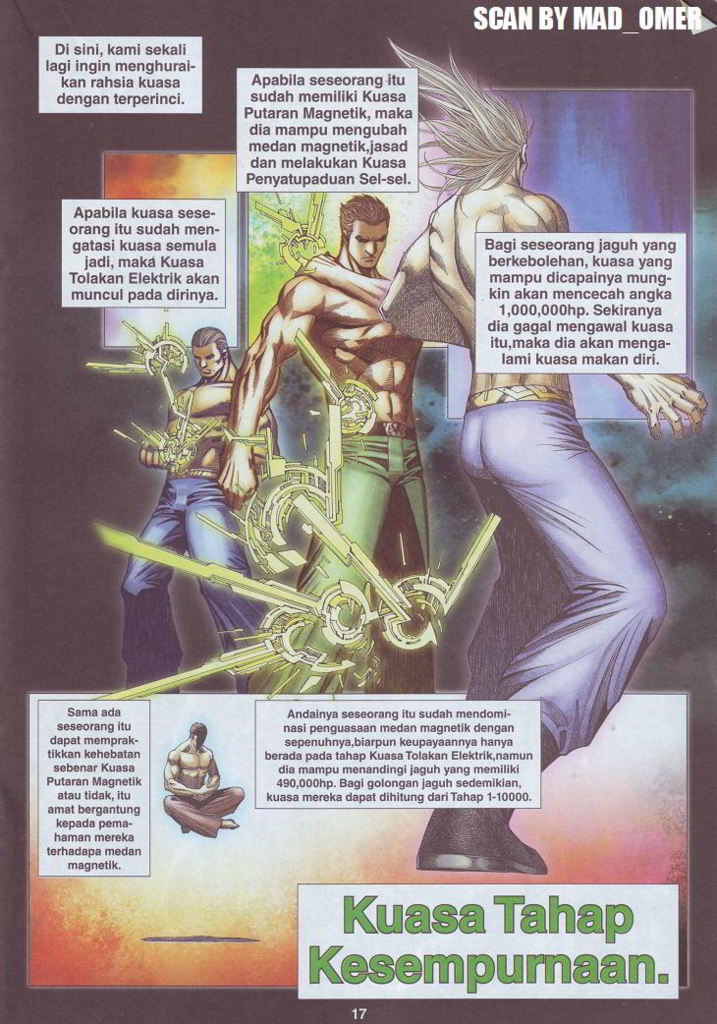 SCAN BY MAD_OMER
Di sini, kami sekali
lagi ingin menghurai-
kan rahsia kuasa
dengan terperinci.
Apabila seseorang itu
sudah memiliki Kuasa
Putaran Magnetik, maka
dia mampu mengubah
medan magnetik,jasad
dan melakukan Kuasa
Penyatupaduan Sel-sel.
Apabila kuasa sese-
orang itu sudah men-
gatasi kuasa semula
jadi, maka Kuasa
Tolakan Elektrik akan
muncul pada dirinya.
Bagi seseorang jaguh yang
berkebolehan, kuasa yang
mampu dicapainya mung-
kin akan mencecah angka
1,000,000hp. Sekiranya
dia gagal mengawal kuasa
itu,maka dia akan menga-
lami kuasa makan diri.
Sama ada
seseorang itu
dapat memprak-
tikkan kehebatan
sebenar Kuasa
Putaran Magnetik
atau tidak, itu
amat bergantung
kepada pema-
haman mereka
terhadapa medan
magnetik.
Andainya seseorang itu sudah mendomi-
nasi penguasaan medan magnetik dengan
sepenuhnya,biarpun keupayaannya hanya
berada pada tahap Kuasa Tolakan Elektrik,namun
dia mampu menandingi jaguh yang memiliki
490,000hp. Bagi golongan jaguh sedemikian,
kuasa mereka dapat dihitung dari Tahap 1-10000.
Kuasa Tahap
Kesempurnaan.
17